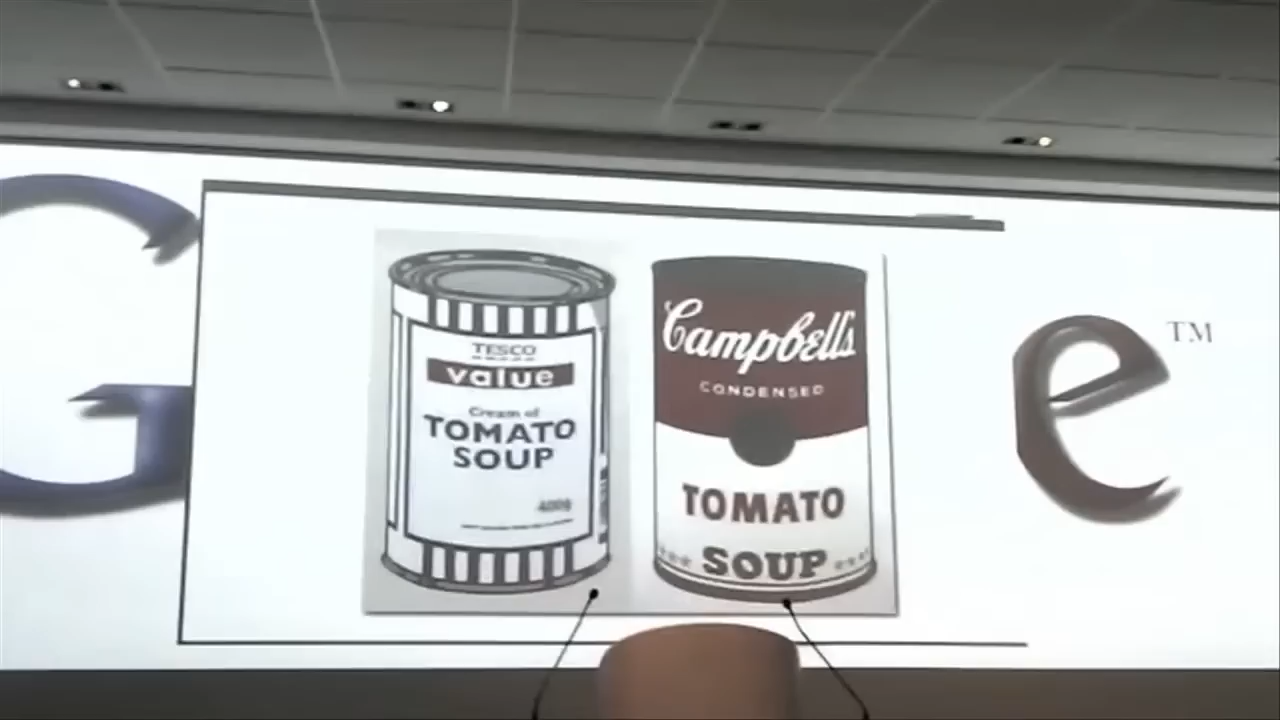 G
e
TM
TESCO
value
Cream of
TOMATO
SOUP
400g
Campbell's
CONDENSED
TOMATO
SOUP